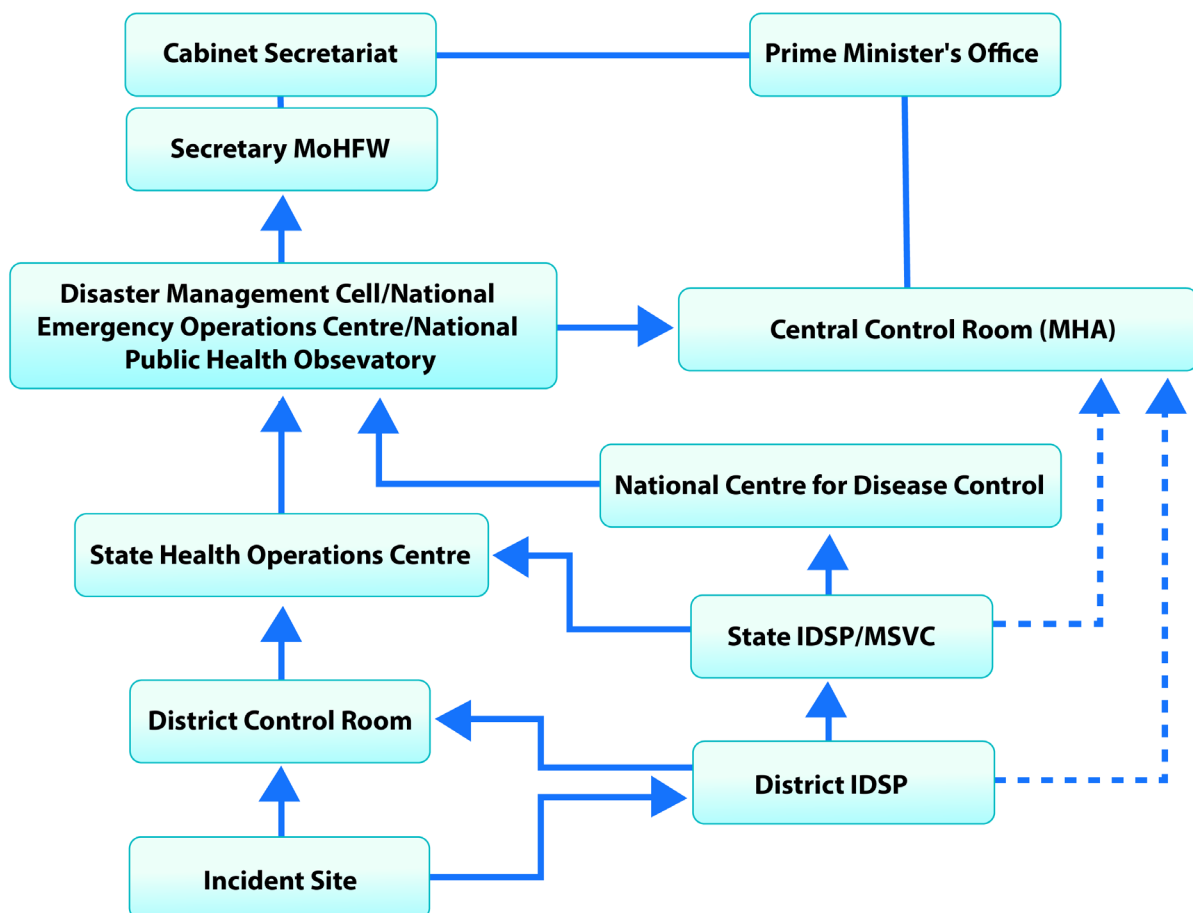 Cabinet Secretariat
Prime Minister's Office
Secretary MoHFW
Disaster Management Cell/National
Emergency Operations Centre/National
Public Health Obsevatory
Central Control Room (MHA)
National Centre for Disease Control
State Health Operations Centre
State IDSP/MSVC
District Control Room
District IDSP
Incident Site